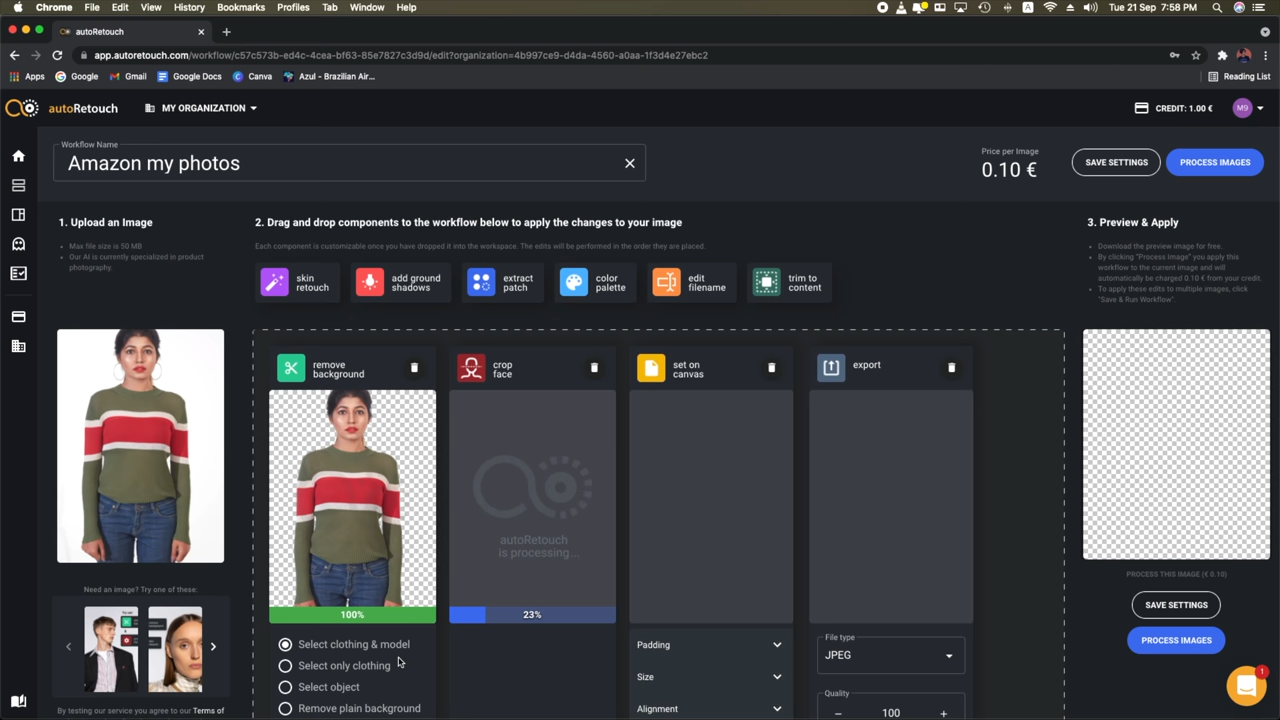 Chrome File Edit View History Bookmarks Profiles Tab Window Help
A
Tue 21 Sep 7:58 PM
autoRetouch
app.autoretouch.com/workflow/c57c573b-ed4c-4cea-bf63-85e7827c3d9d/edit?organization=4b997ce9-d4da-4560-a0aa-1f3d4e27ebc2
Apps Google Gmail Google Docs Canva Azul - Brazilian Air... Reading List
autoRetouch MY ORGANIZATION CREDIT: 1.00 € M9
Workflow Name
Amazon my photos
Price per Image
0.10 €
SAVE SETTINGS PROCESS IMAGES
1. Upload an Image
Max file size is 50 MB
Our AI is currently specialized in product
photography.
2. Drag and drop components to the workflow below to apply the changes to your image
Each component is customizable once you have dropped it into the workspace. The edits will be performed in the order they are placed.
skin
retouch
add ground
shadows
extract
patch
color
palette
edit
filename
trim to
content
3. Preview & Apply
Download the preview image for free.
By clicking "Process Image" you apply this
workflow to the current image and will
automatically be charged 0.10 € from your credit.
To apply these edits to multiple images, click
"Save & Run Workflow".
remove
background
crop
face
set on
canvas
export
autoRetouch
is processing...
100%
23%
Need an image? Try one of these:
By testing our service you agree to our Terms of
Select clothing & model
Select only clothing
Select object
Remove plain background
Padding
Size
Alignment
File type
JPEG
Quality
100
PROCESS THIS IMAGE (€ 0.10)
SAVE SETTINGS
PROCESS IMAGES
1